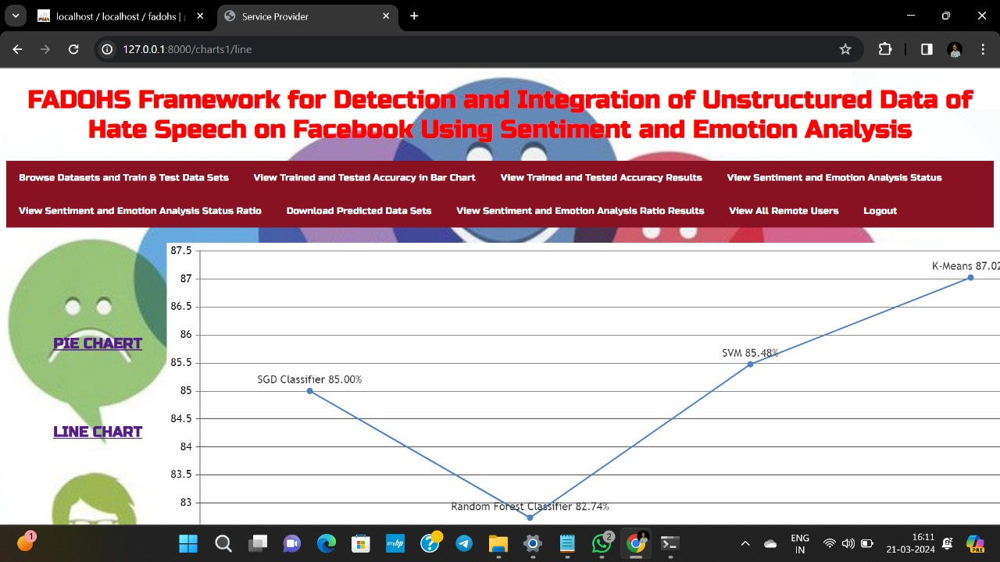 localhost / localhost / fadohs |
Service Provider
127.0.0.1:8000/charts1/line
FADOHS Framework for Detection and Integration of Unstructured Data of
Hate Speech on Facebook Using Sentiment and Emotion Analysis
Browse Datasets and Train & Test Data Sets View Trained and Tested Accuracy in Bar Chart View Trained and Tested Accuracy Results View Sentiment and Emotion Analysis Status
View Sentiment and Emotion Analysis Status Ratio Download Predicted Data Sets View Sentiment and Emotion Analysis Ratio Results View All Remote Users Logout
PIE CHAERT
LINE CHART
87.5
87
86.5
86
85.5
85
84.5
84
83.5
83
K-Means 87.02
SVM 85.48%
SGD Classifier 85.00%
Random Forest Classifier 82.74%
1
myhp
2
ENG
IN
16:11
21-03-2024
PRE